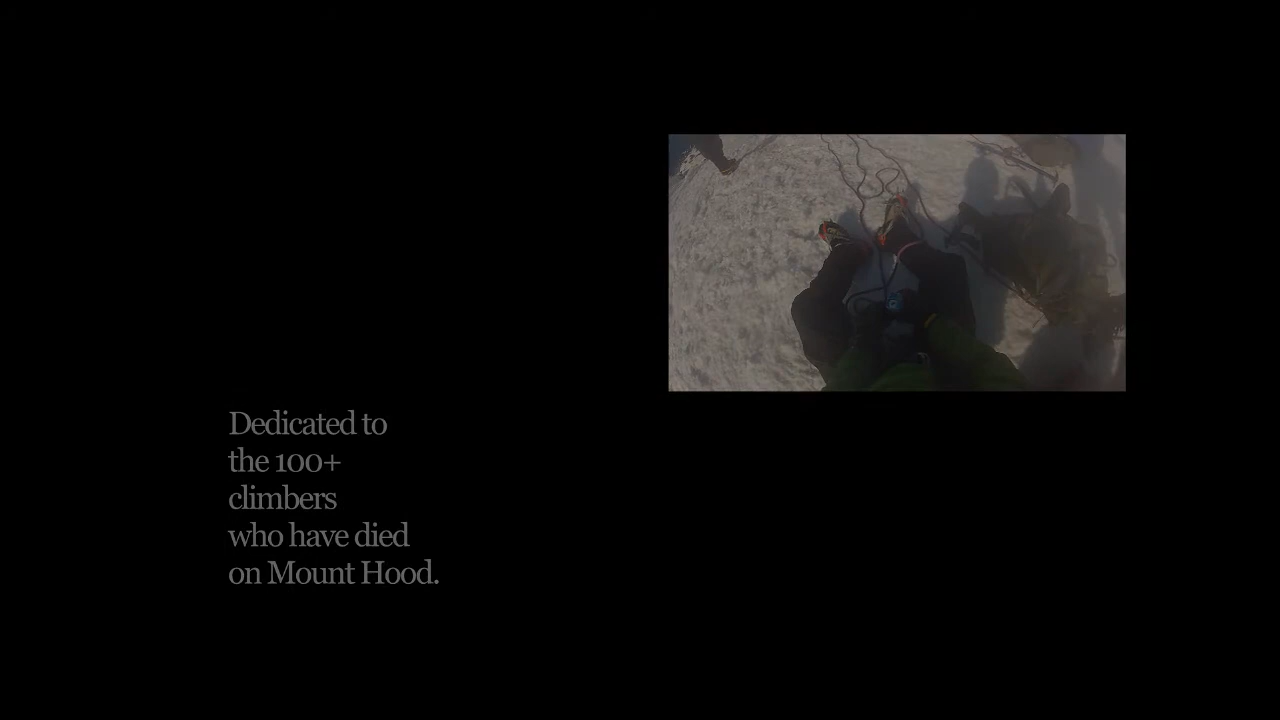 Dedicated to
the 100+
climbers
who have died
on Mount Hood.